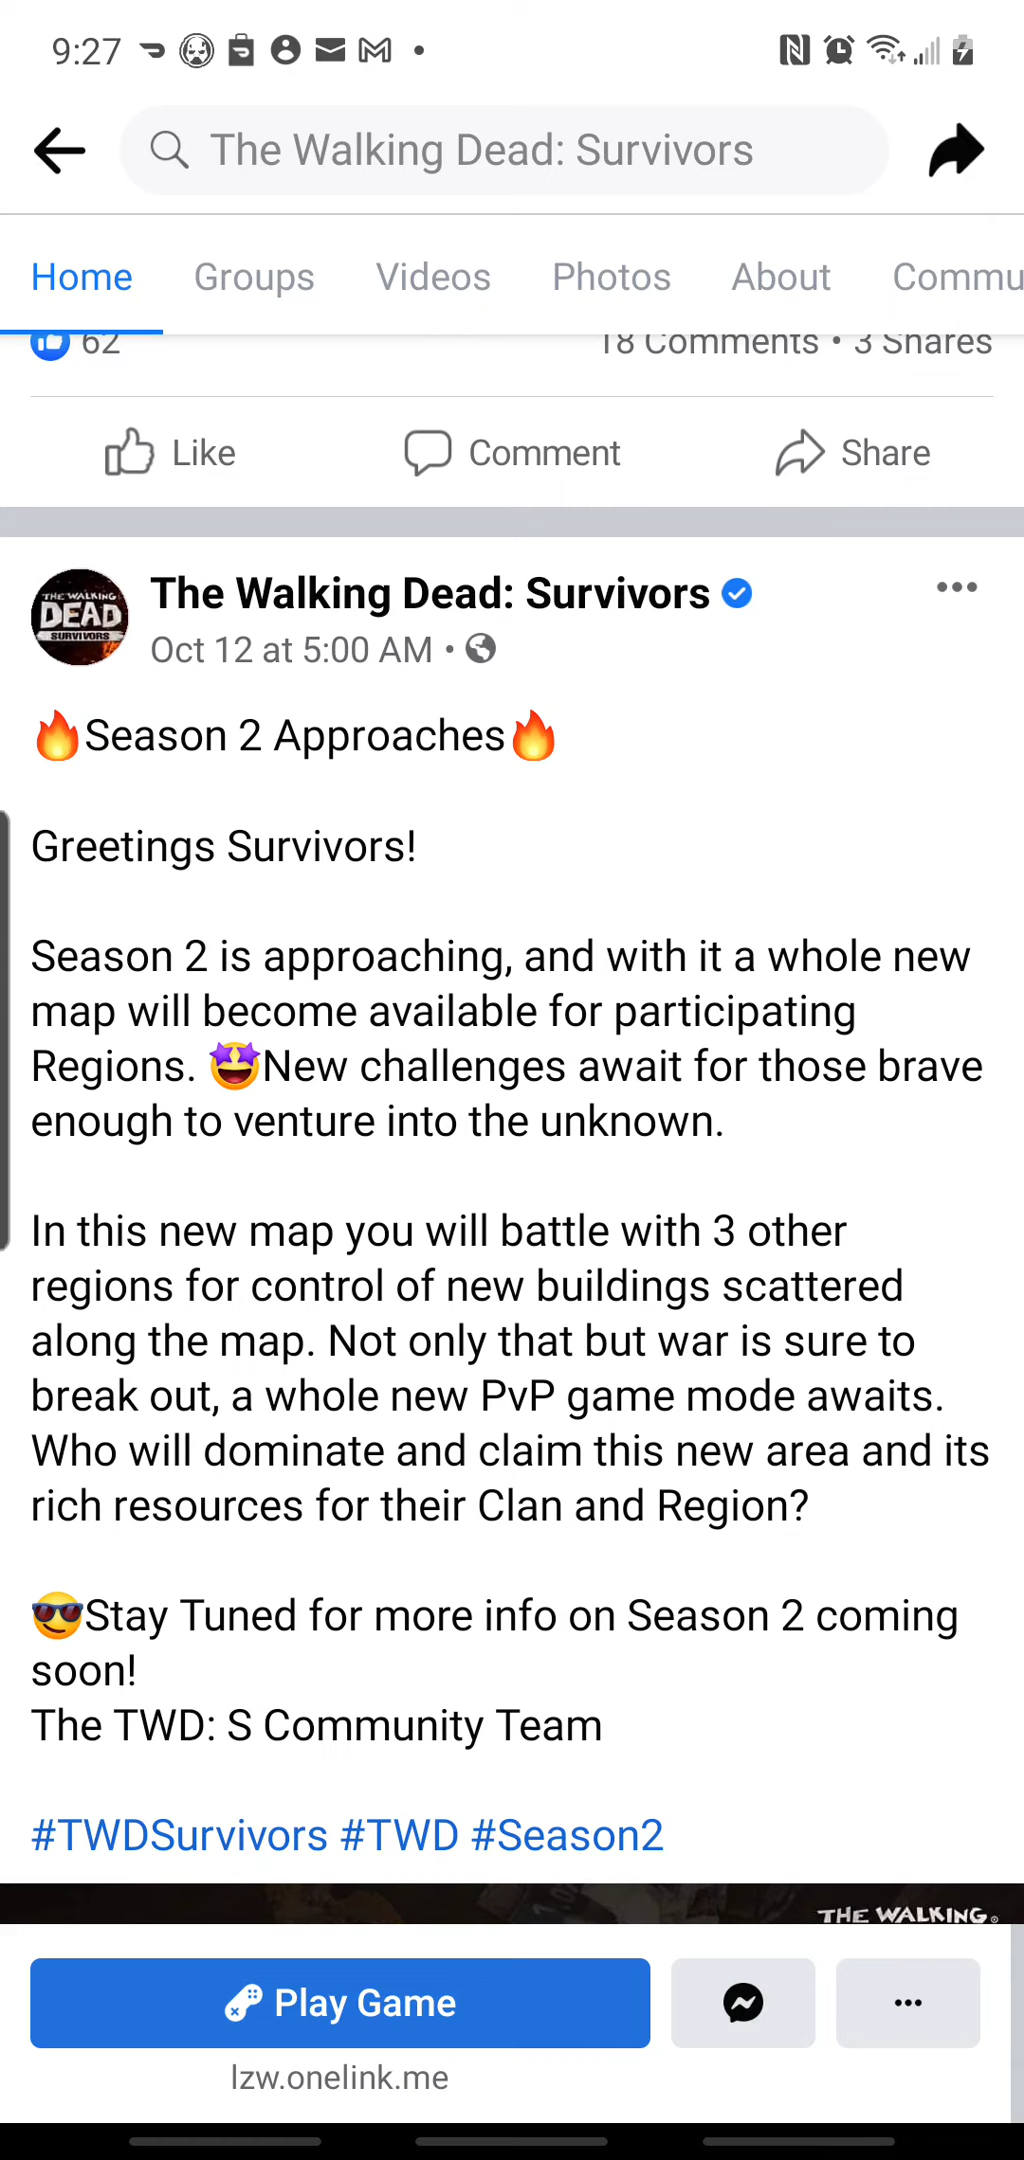 9:27
The Walking Dead: Survivors
Home Groups Videos Photos About Commu
62 18 Comments • 3 Shares
Like Comment Share
THE WALKING
DEAD
SURVIVORS
The Walking Dead: Survivors
Oct 12 at 5:00 AM •
🔥Season 2 Approaches🔥
Greetings Survivors!
Season 2 is approaching, and with it a whole new
map will become available for participating
Regions. 🤩New challenges await for those brave
enough to venture into the unknown.
In this new map you will battle with 3 other
regions for control of new buildings scattered
along the map. Not only that but war is sure to
break out, a whole new PvP game mode awaits.
Who will dominate and claim this new area and its
rich resources for their Clan and Region?
😎Stay Tuned for more info on Season 2 coming
soon!
The TWD: S Community Team
#TWDSurvivors #TWD #Season2
THE WALKING
Play Game
lzw.onelink.me